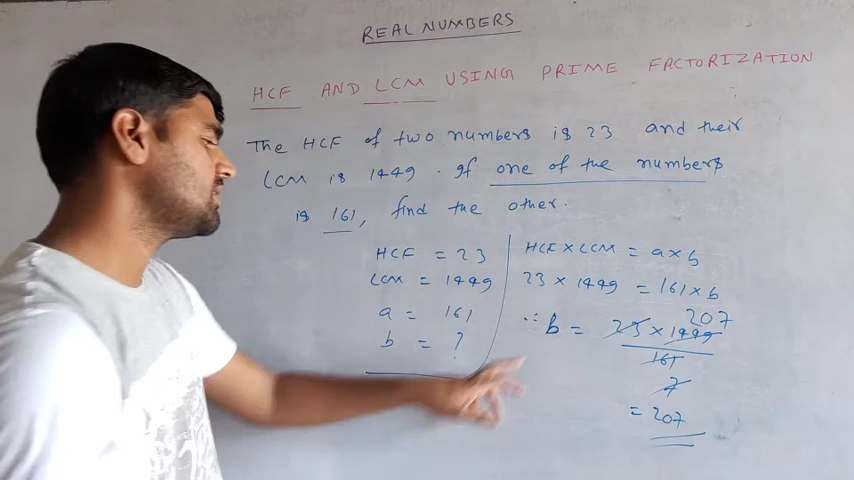 REAL NUMBERS
HCF AND LCM USING PRIME FACTORIZATION
The HCF of two numbers is 23 and their
LCM is 1449. If one of the numbers
is 161, find the other.
HCF = 23
LCM = 1449
a = 161
b = ?
HCF × LCM = a × b
23 × 1449 = 161 × b
207
∴ b = 23 × 1449
161
7
= 207